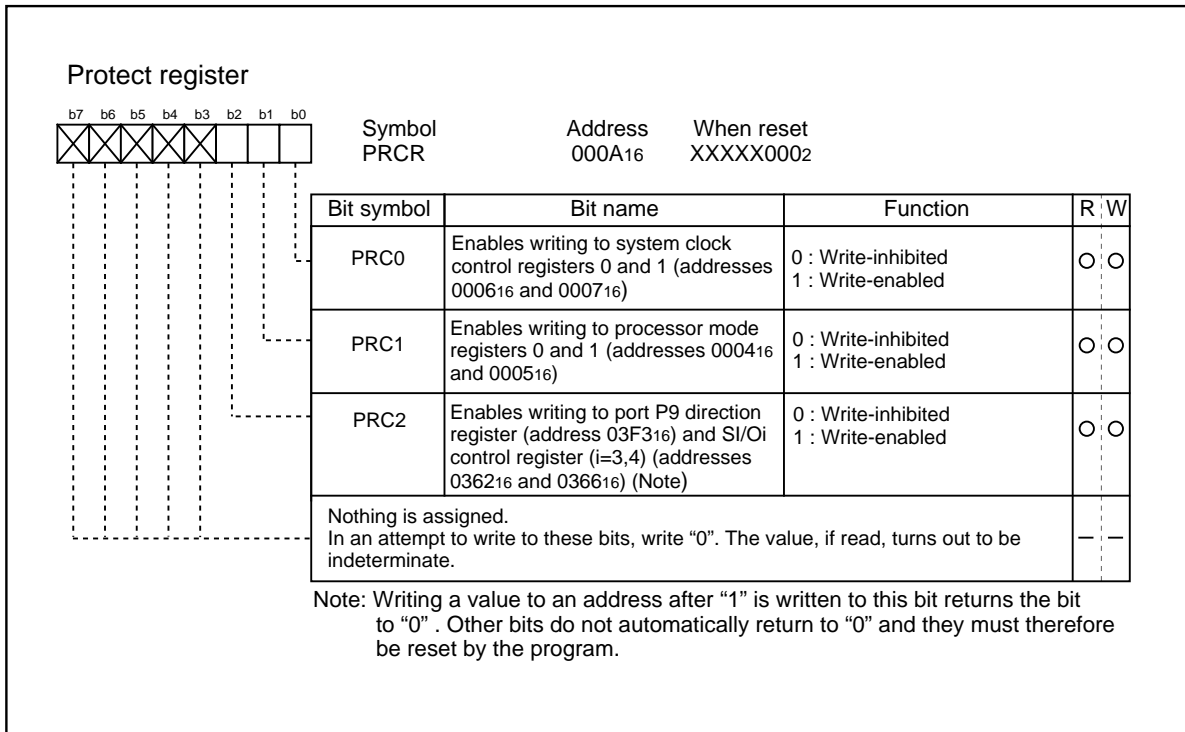 Protect register
b7 b6 b5 b4 b3 b2 b1 b0
Symbol Address When reset
PRCR 000A16 XXXXX0002
Bit symbol Bit name Function R W
PRC0 Enables writing to system clock
control registers 0 and 1 (addresses
000616 and 000716)
0 : Write-inhibited
1 : Write-enabled
PRC1 Enables writing to processor mode
registers 0 and 1 (addresses 000416
and 000516)
0 : Write-inhibited
1 : Write-enabled
PRC2 Enables writing to port P9 direction
register (address 03F316) and SI/Oi
control register (i=3,4) (addresses
036216 and 036616) (Note)
0 : Write-inhibited
1 : Write-enabled
Nothing is assigned.
In an attempt to write to these bits, write “0”. The value, if read, turns out to be
indeterminate.
Note: Writing a value to an address after “1” is written to this bit returns the bit
to “0” . Other bits do not automatically return to “0” and they must therefore
be reset by the program.